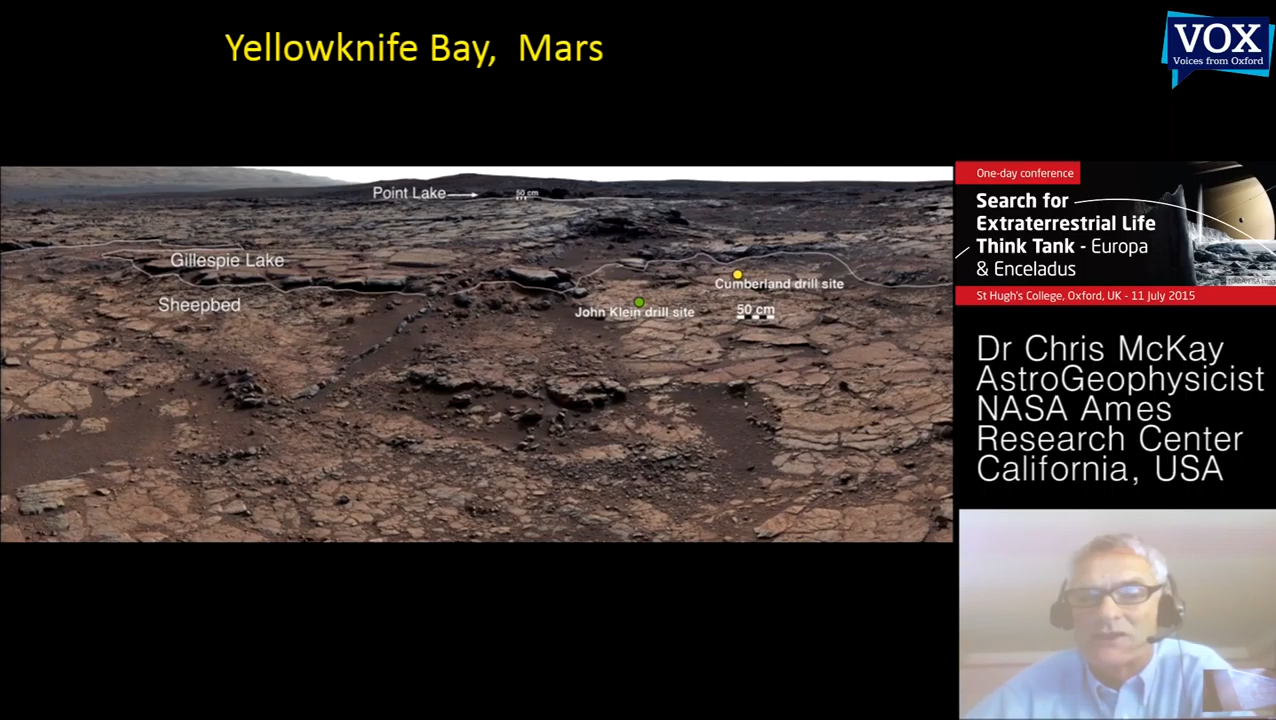 Yellowknife Bay, Mars
VOX
Voices from Oxford
Point Lake
50 cm
Gillespie Lake
Sheepbed
Cumberland drill site
John Klein drill site
50 cm
One-day conference
Search for
Extraterrestrial Life
Think Tank - Europa
& Enceladus
St Hugh's College, Oxford, UK - 11 July 2015
Dr Chris McKay
AstroGeophysicist
NASA Ames
Research Center
California, USA